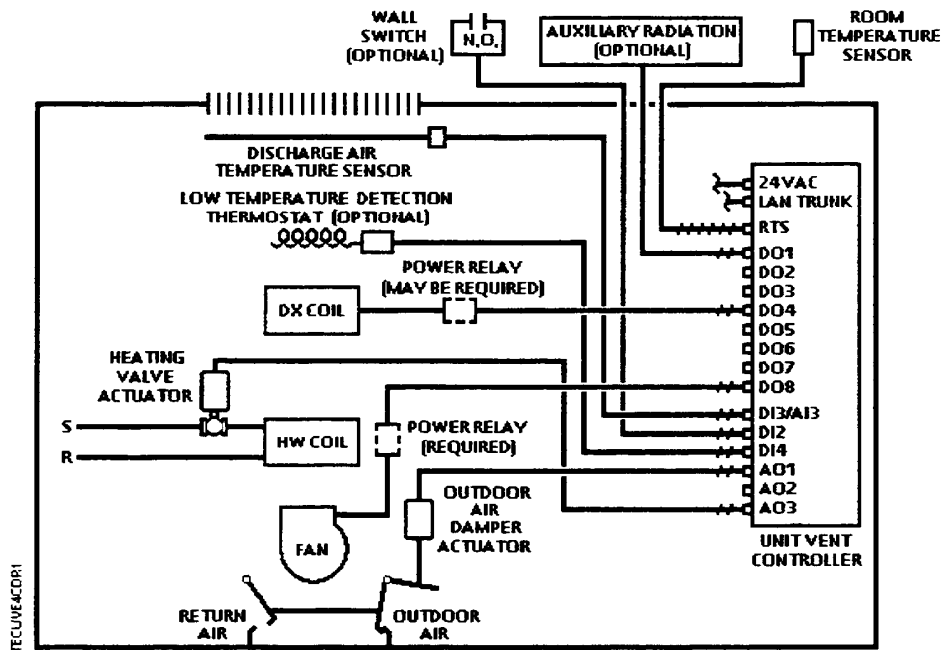 WALL
SWITCH
(OPTIONAL)
N.O.
AUXILIARY RADIATION
(OPTIONAL)
ROOM
TEMPERATURE
SENSOR
DISCHARGE AIR
TEMPERATURE SENSOR
LOW TEMPERATURE DETECTION
THERMOSTAT (OPTIONAL)
POWER RELAY
(MAY BE REQUIRED)
DX COIL
HEATING
VALVE
ACTUATOR
S
R
HW COIL
POWER RELAY
(REQUIRED)
OUTDOOR
AIR
DAMPER
ACTUATOR
FAN
RETURN
AIR
OUTDOOR
AIR
24VAC
LAN TRUNK
RTS
DO1
DO2
DO3
DO4
DO5
DO6
DO7
DO8
DI3/AI3
DI2
DI4
AO1
AO2
AO3
UNIT VENT
CONTROLLER
TECUVE4CDR1